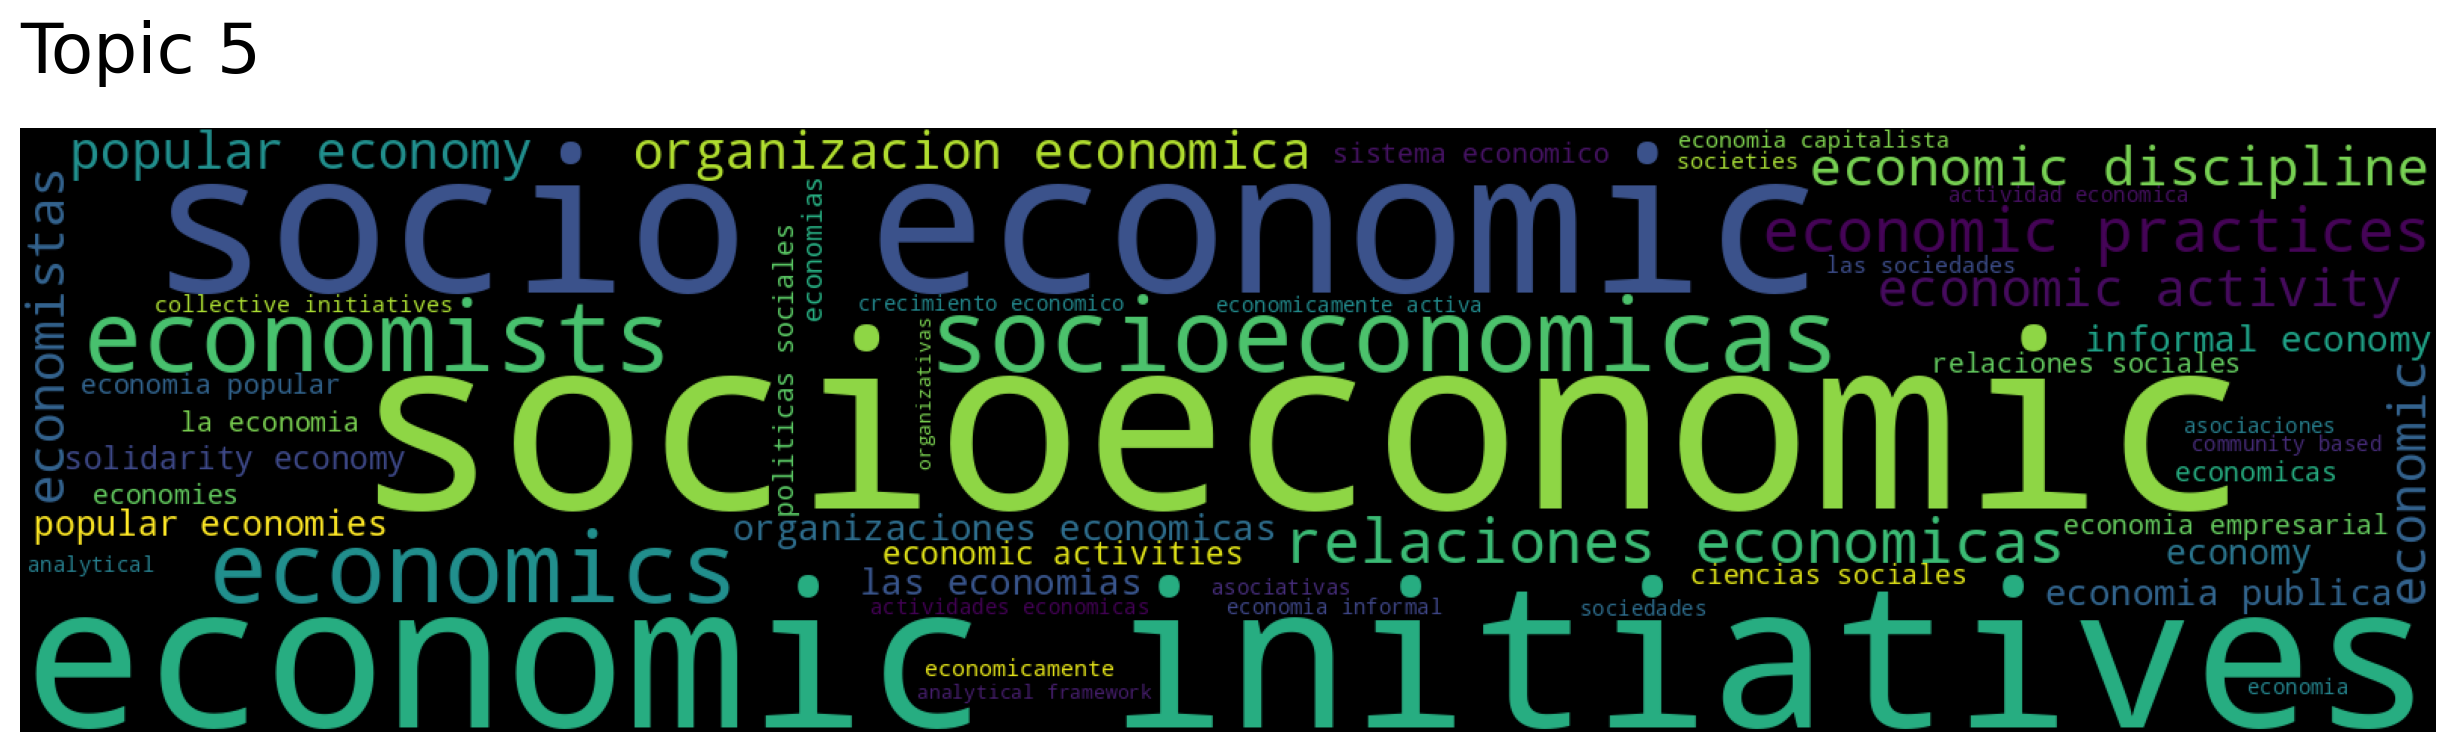 Topic 5
popular economy
organizacion economica
sistema economico
economia capitalista
societies
economic discipline
socio economic
actividad economica
economic practices
las sociedades
economic activity
economistas
economias
politicas sociales
collective initiatives
crecimiento economico
economicamente activa
economists
socioeconomicas
organizativas
informal economy
relaciones sociales
economia popular
la economia
socioeconomic
economic
asociaciones
community based
solidarity economy
economicas
economies
popular economies
organizaciones economicas
relaciones economicas
economia empresarial
economic activities
economy
analytical
economics
las economias
asociativas
ciencias sociales
economia publica
actividades economicas
economia informal
sociedades
economic initiatives
economicamente
analytical framework
economia